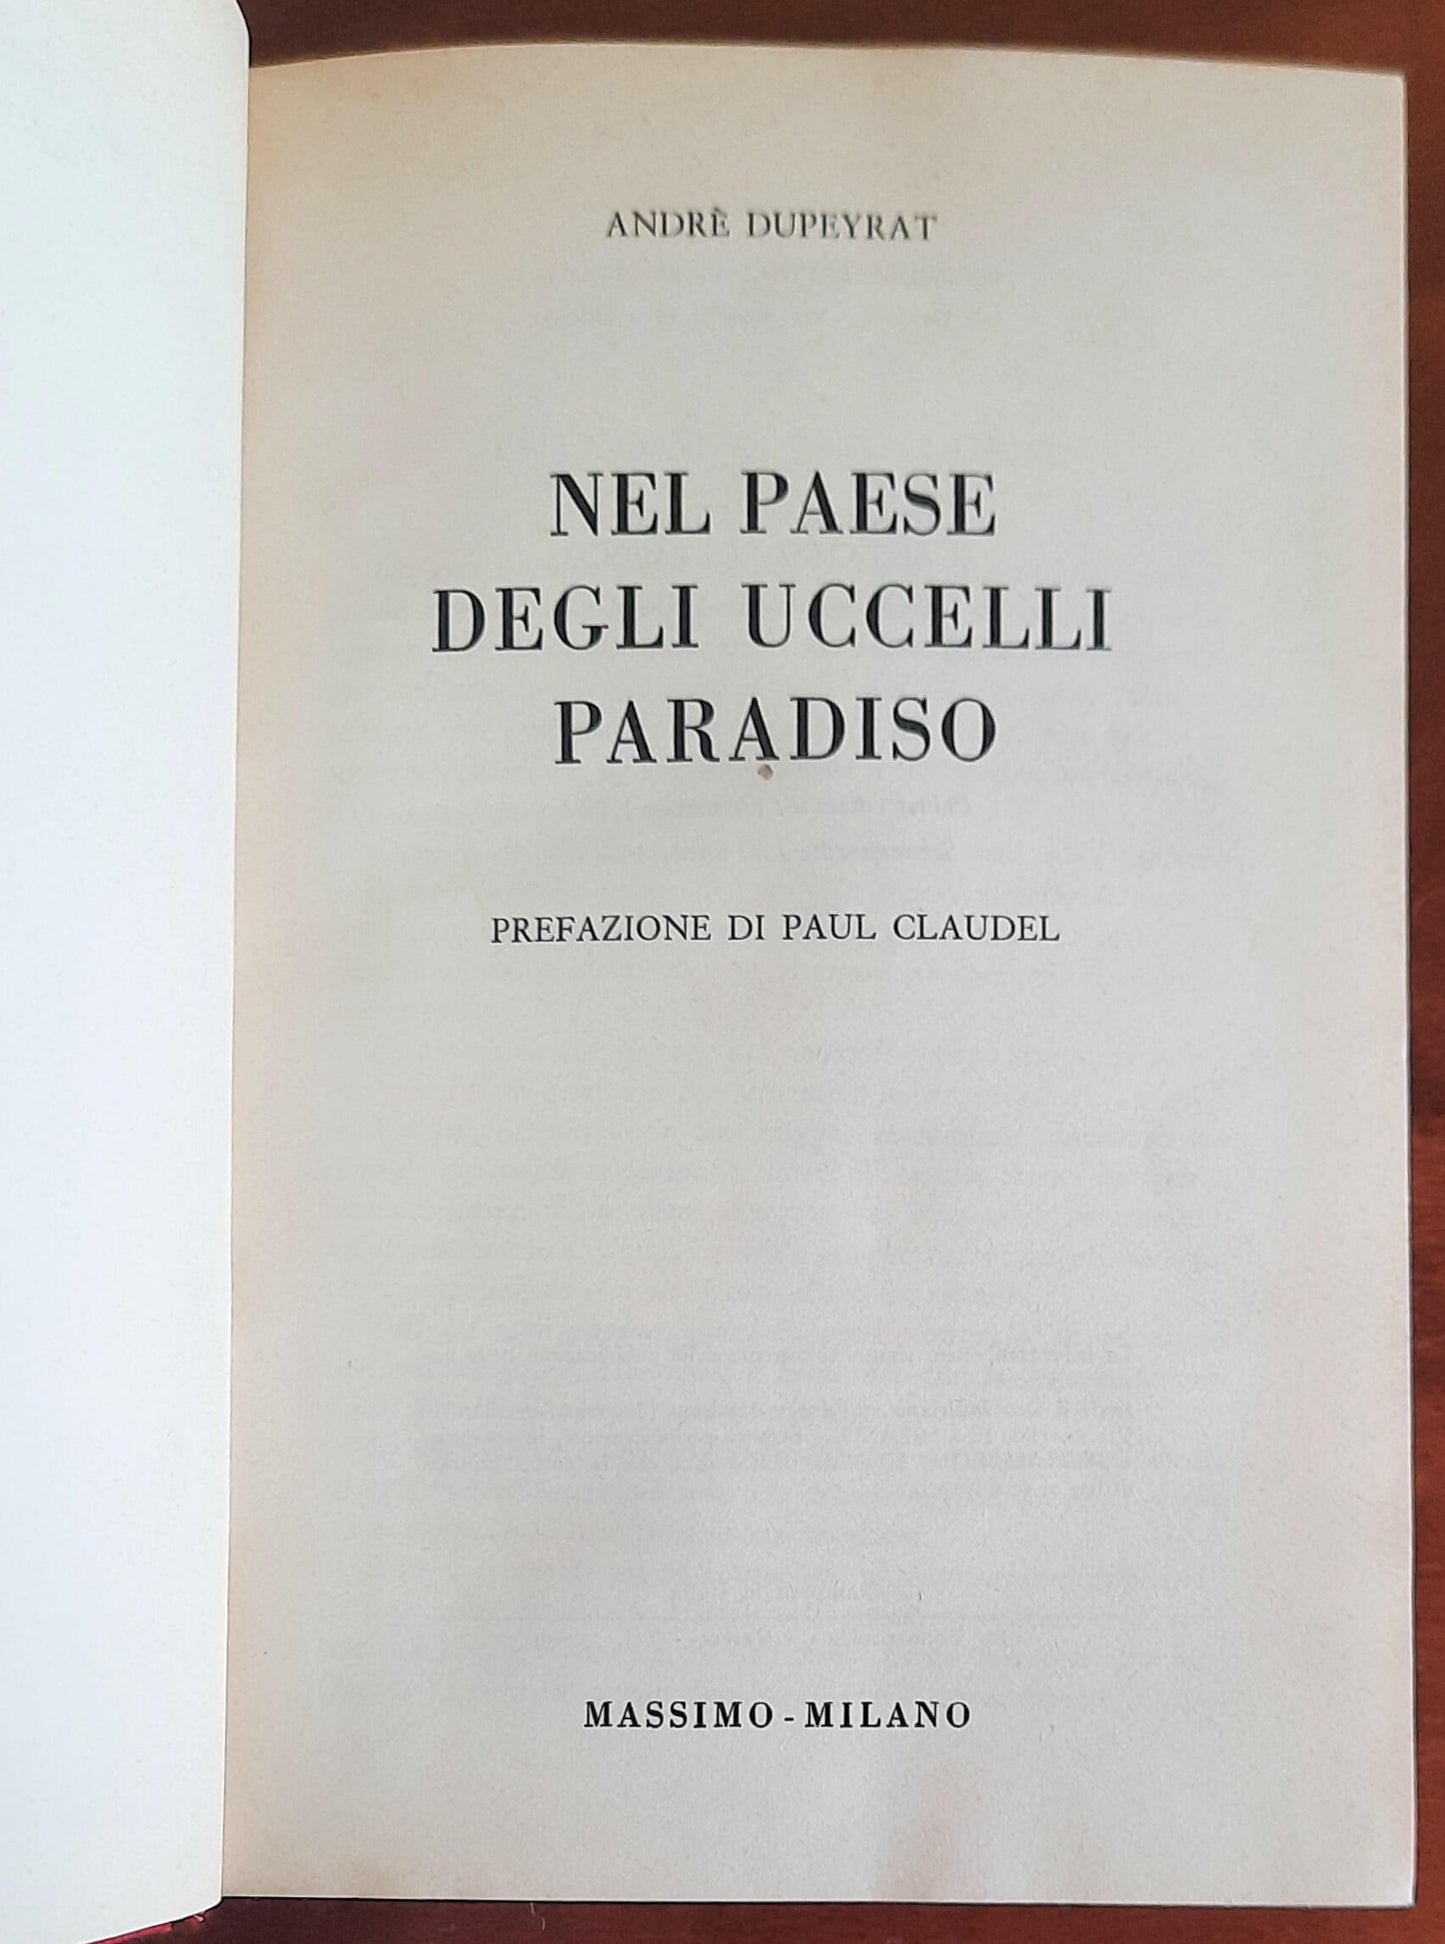 ANDRÈ DUPEYRAT
NEL PAESE
DEGLI UCCELLI
PARADISO
PREFAZIONE DI PAUL CLAUDEL
MASSIMO - MILANO